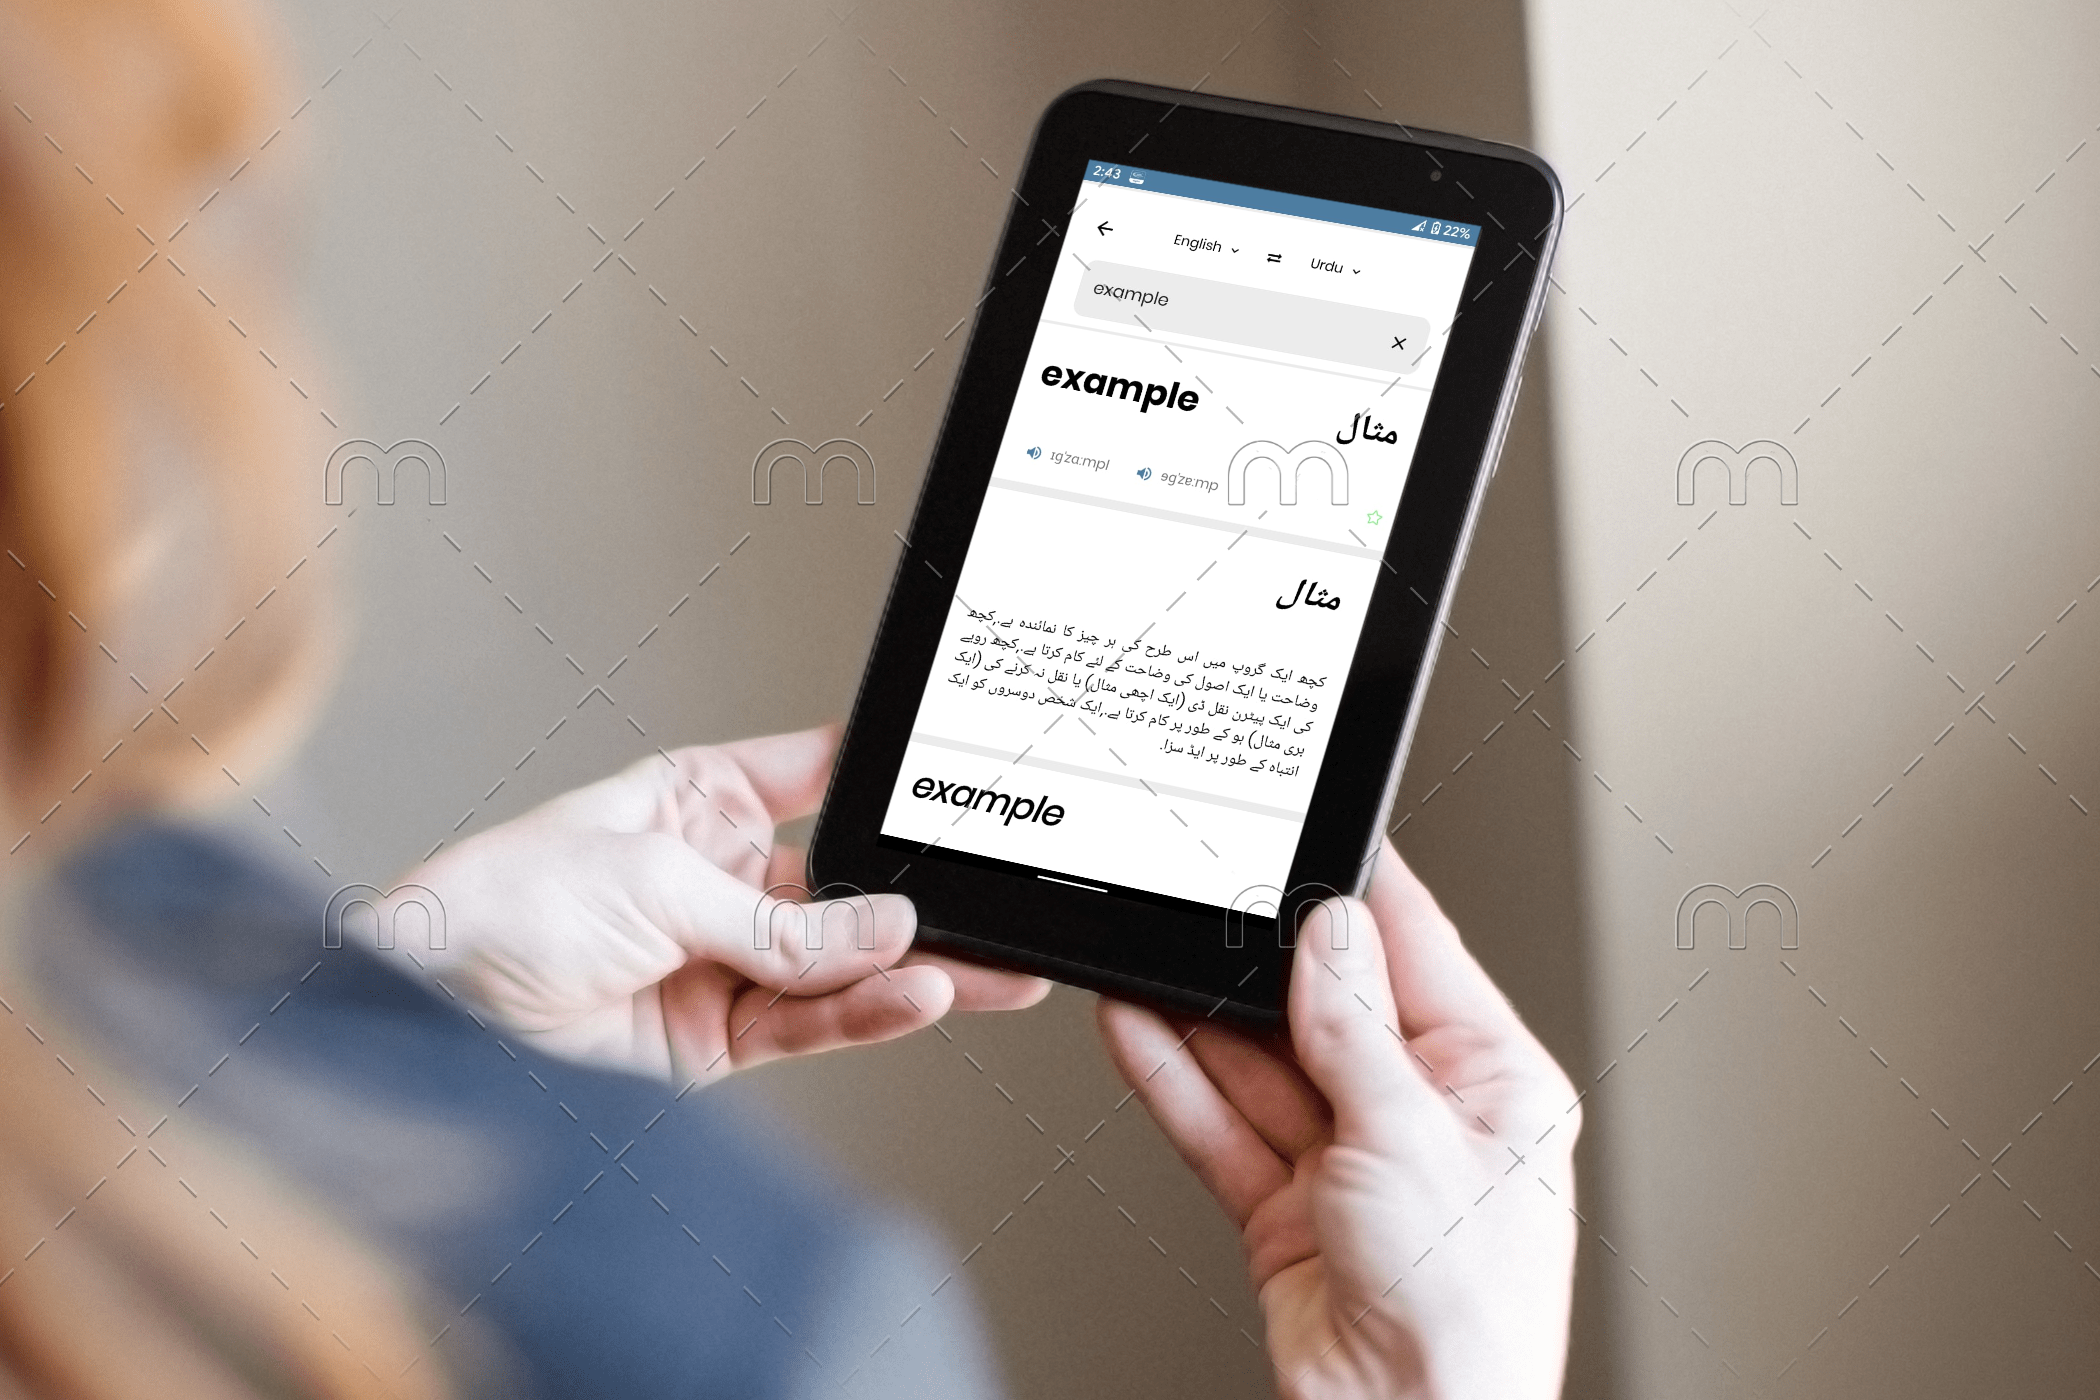 2:43
22%
English
Urdu
example
example
مثال
ɪɡˈzɑːmpl
əɡˈzɐːmp
مثال
کچھ ایک گروپ میں اس طرح کی ہر چیز کا نمائندہ ہے.,کچھ
وضاحت یا ایک اصول کی وضاحت کے لئے کام کرتا ہے.,کچھ رویے
کی ایک پیٹرن نقل ڈی (ایک اچھی مثال) یا نقل نہ کرنے کی (ایک
بری مثال) ہو کے طور پر کام کرتا ہے.,ایک شخص دوسروں کو ایک
انتباہ کے طور پر ایڈ سزا.
example